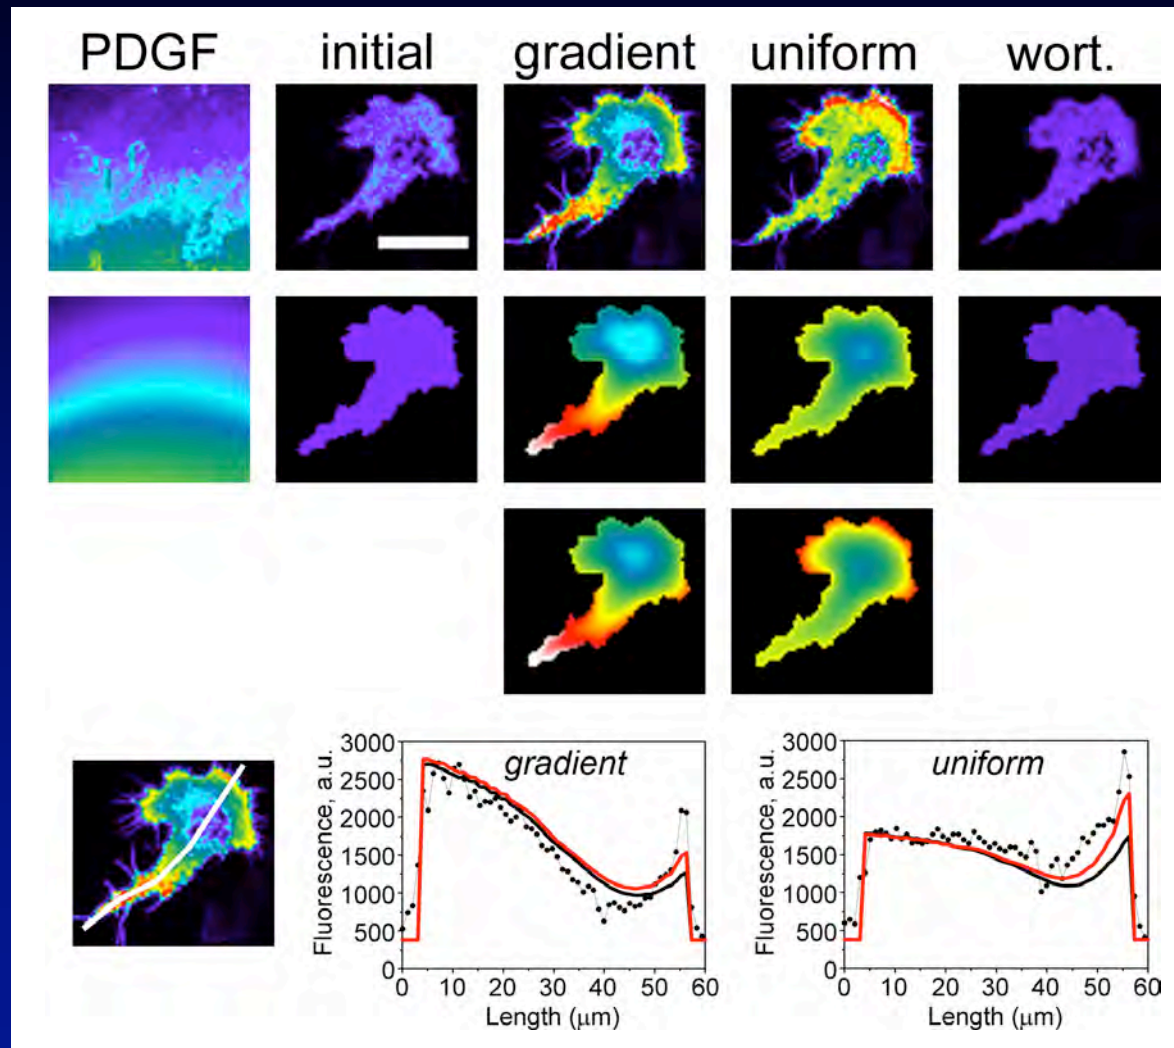 PDGF initial gradient uniform wort.
Fluorescence, a.u.
3000
2500
2000
1500
1000
500
0
gradient
0 10 20 30 40 50 60
Length (μm)
Fluorescence, a.u.
3000
2500
2000
1500
1000
500
0
uniform
0 10 20 30 40 50 60
Length (μm)